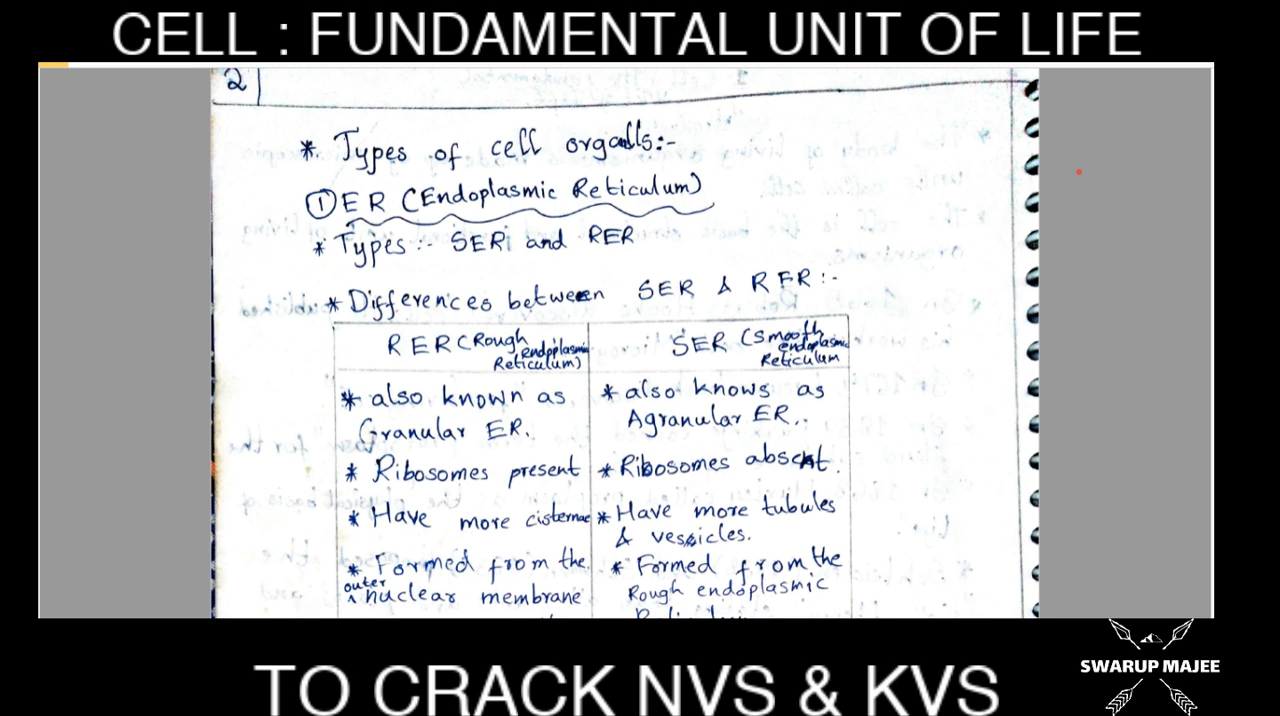 CELL : FUNDAMENTAL UNIT OF LIFE
2
* Types of cell organlls:-
① ER (Endoplasmic Reticulum)
* Types :- SER and RER
* Differences between SER & RER :-
RER (Rough endoplasmic Reticulum)
* also known as
Granular ER.
* Ribosomes present
* Have more cisternae
* Formed from the
outer nuclear membrane
SER (Smooth endoplasmic Reticulum
* also knows as
Agranular ER.
* Ribosomes absent.
* Have more tubules
& vesicles.
* Formed from the
Rough endoplasmic
TO CRACK NVS & KVS
SWARUP MAJEE